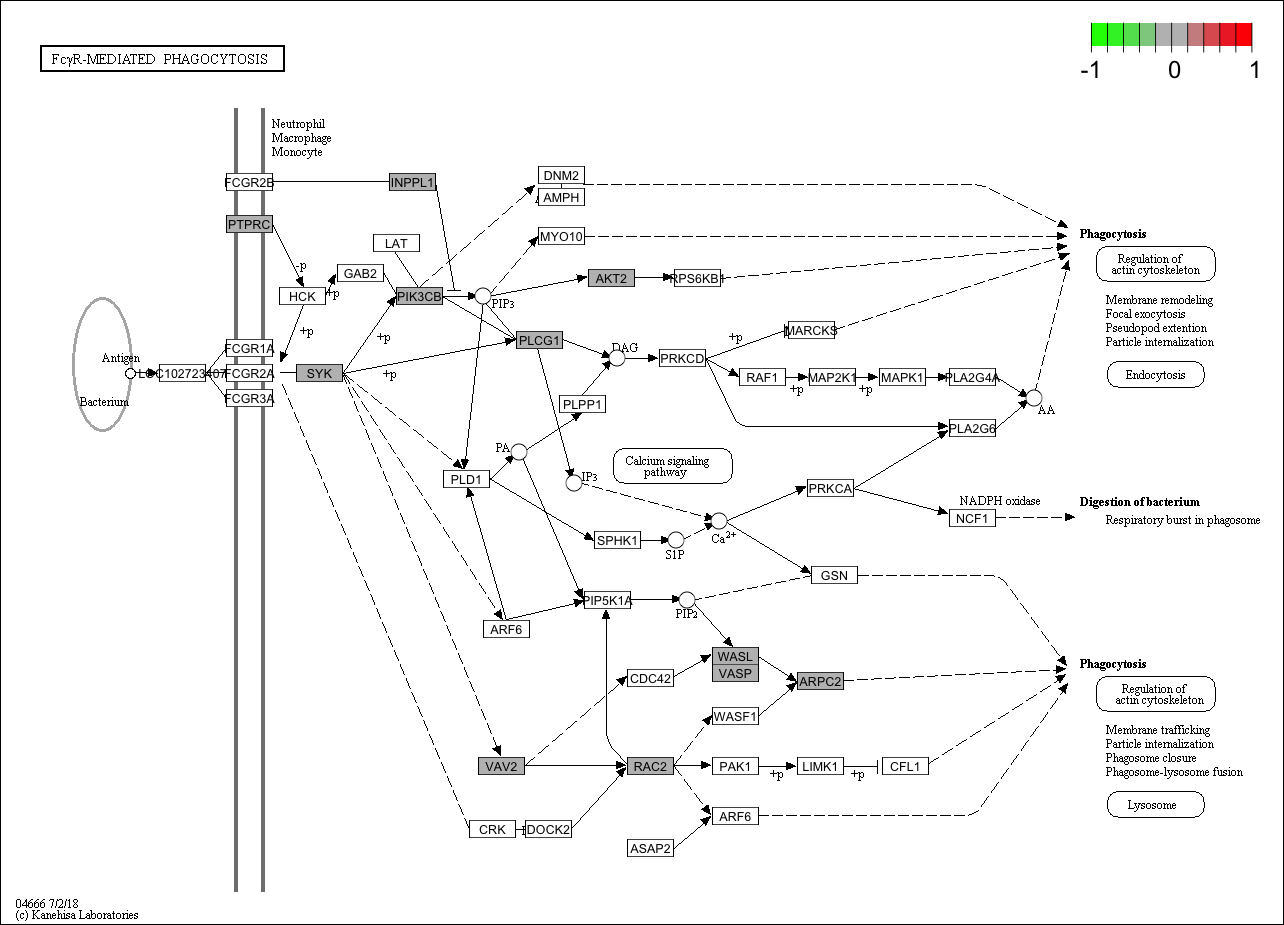 FcγR-MEDIATED PHAGOCYTOSIS
-1 0 1
Neutrophil
Macrophage
Monocyte
FCGR2B
INPPL1
DNM2
AMPH
PTPRC
LAT
MYO10
Phagocytosis
-p
GAB2
AKT2
RPS6KB1
Regulation of
actin cytoskeleton
HCK
+p
PIK3CB
PIP3
Membrane remodeling
Focal exocytosis
Pseudopod extention
Particle internalization
+p
+p
PLCG1
+p
MARCKS
FCGR1A
DAG
PRKCD
Antigen
LOC102723407
FCGR2A
SYK
+p
RAF1
MAP2K1
MAPK1
PLA2G4A
Endocytosis
+p
+p
FCGR3A
Bacterium
PLPP1
AA
PLA2G6
PA
Calcium signaling
pathway
PLD1
IP3
PRKCA
NADPH oxidase
Digestion of bacterium
NCF1
Respiratory burst in phagosome
SPHK1
S1P
Ca2+
GSN
PIP5K1A
PIP2
ARF6
WASL
VASP
CDC42
ARPC2
Phagocytosis
Regulation of
actin cytoskeleton
WASF1
Membrane trafficking
Particle internalization
Phagosome closure
Phagosome-lysosome fusion
VAV2
RAC2
PAK1
+p
LIMK1
+p
CFL1
Lysosome
CRK
DOCK2
ARF6
ASAP2
04666 7/2/18
(c) Kanehisa Laboratories